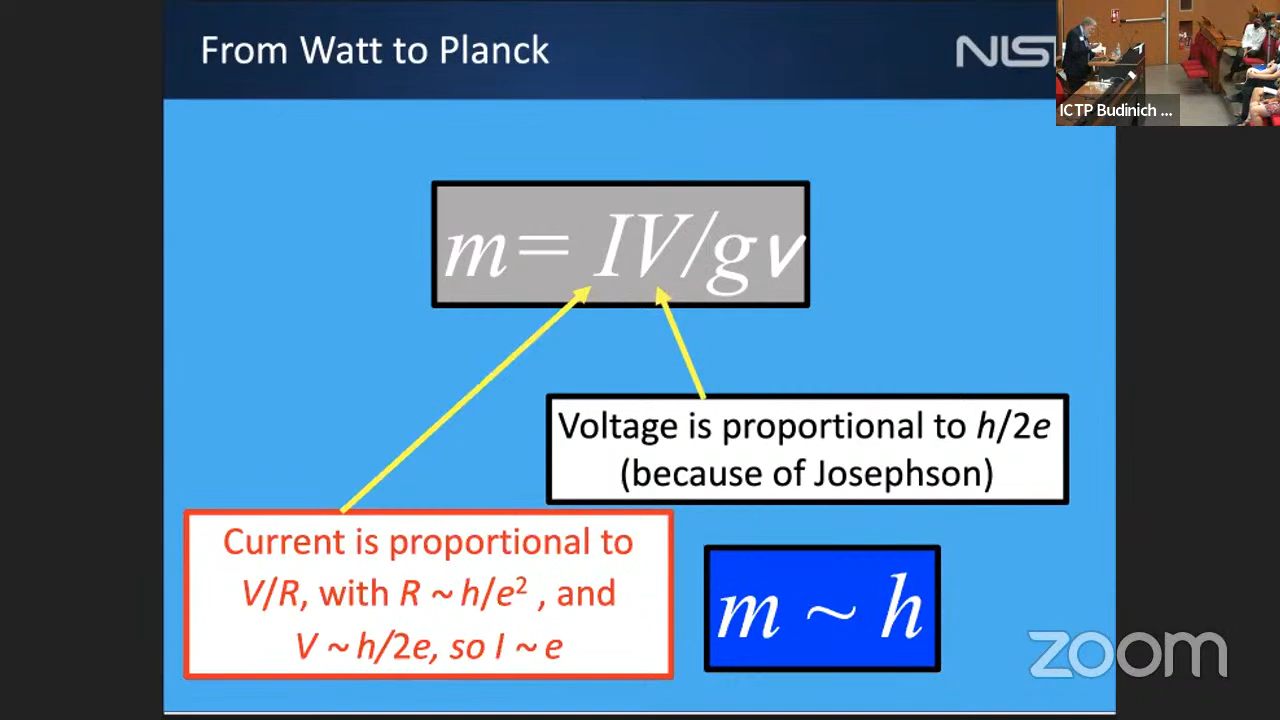 From Watt to Planck
ICTP Budinich ...
m= IV/gv
Voltage is proportional to h/2e
(because of Josephson)
Current is proportional to
V/R, with R ~ h/e² , and
V ~ h/2e, so I ~ e
m ~ h
zoom